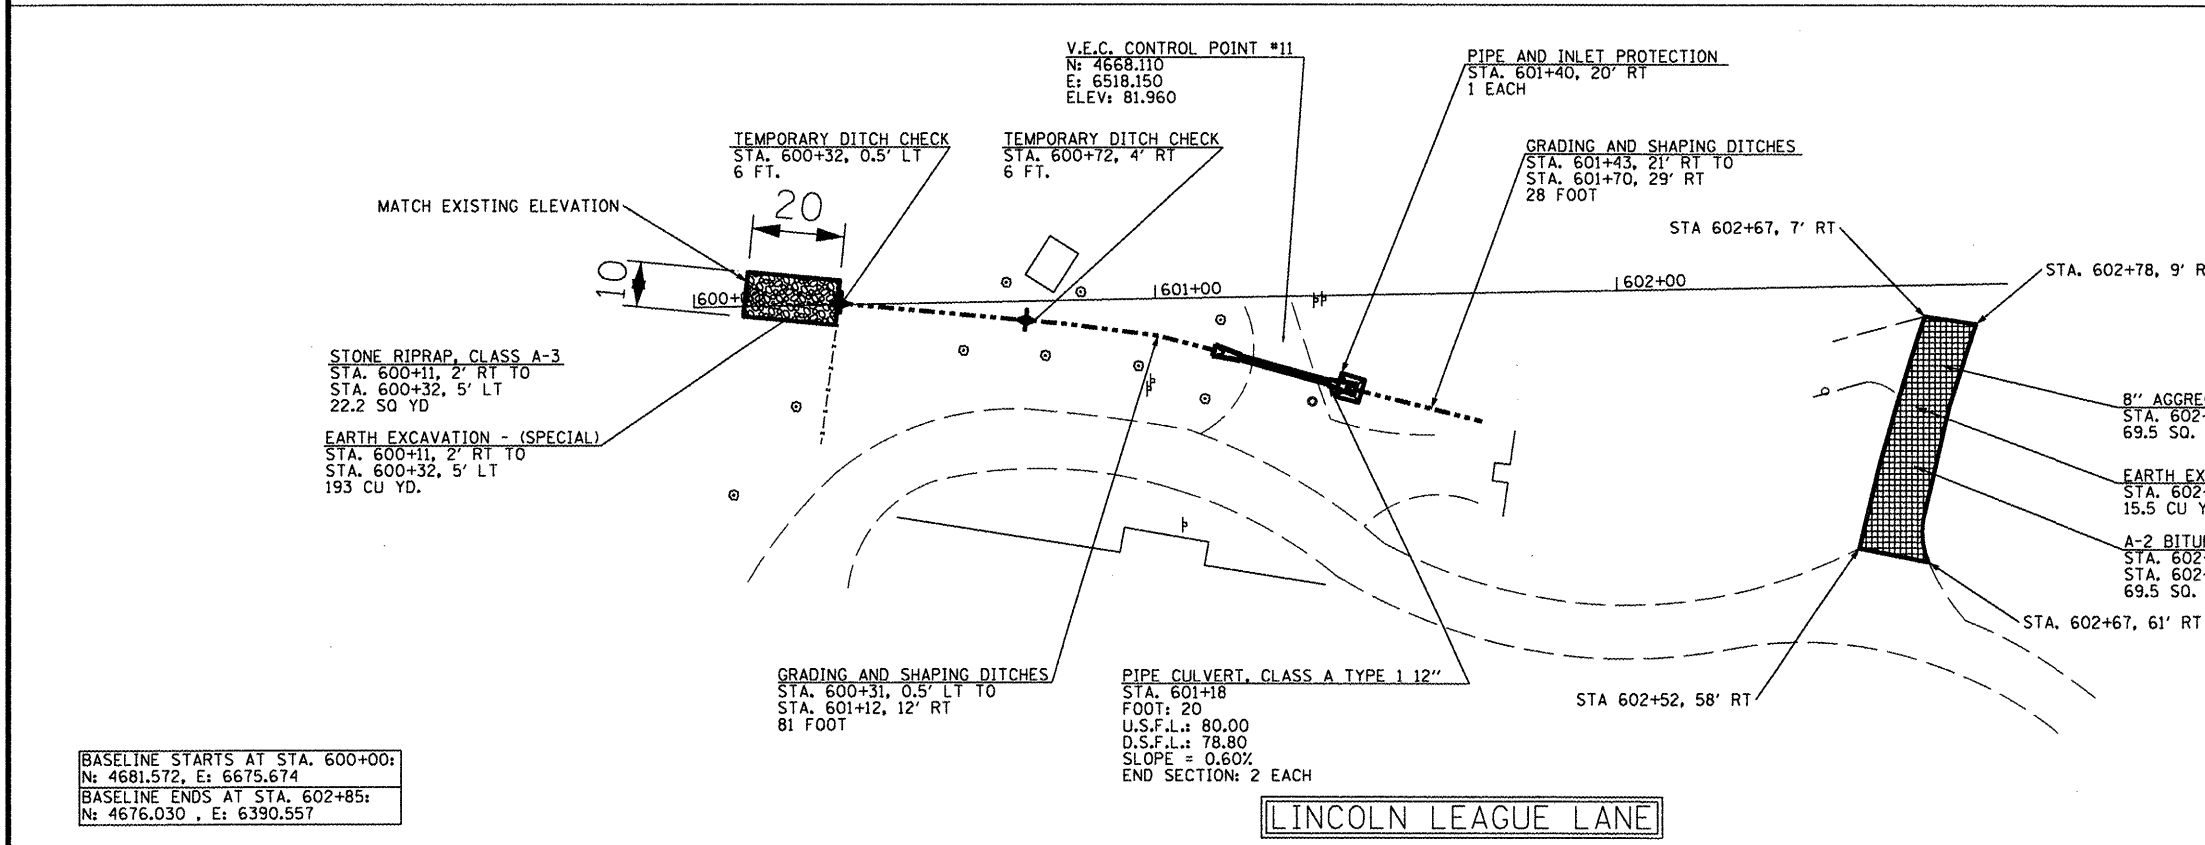 V.E.C. CONTROL POINT #11
N: 4668.110
E: 6518.150
ELEV: 81.960
PIPE AND INLET PROTECTION
STA. 601+40, 20' RT
1 EACH
TEMPORARY DITCH CHECK
STA. 600+32, 0.5' LT
6 FT.
TEMPORARY DITCH CHECK
STA. 600+72, 4' RT
6 FT.
GRADING AND SHAPING DITCHES
STA. 601+43, 21' RT TO
STA. 601+70, 29' RT
28 FOOT
MATCH EXISTING ELEVATION
20
10
STA 602+67, 7' RT
STA. 602+78, 9' R
600+
601+00
602+00
STONE RIPRAP, CLASS A-3
STA. 600+11, 2' RT TO
STA. 600+32, 5' LT
22.2 SQ YD
EARTH EXCAVATION - (SPECIAL)
STA. 600+11, 2' RT TO
STA. 600+32, 5' LT
193 CU YD.
8" AGGRE
STA. 602
69.5 SQ.
EARTH EX
STA. 602
15.5 CU Y
A-2 BITU
STA. 602
STA. 602
69.5 SQ.
STA. 602+67, 61' RT
GRADING AND SHAPING DITCHES
STA. 600+31, 0.5' LT TO
STA. 601+12, 12' RT
81 FOOT
PIPE CULVERT, CLASS A TYPE 1 12"
STA. 601+18
FOOT: 20
U.S.F.L.: 80.00
D.S.F.L.: 78.80
SLOPE = 0.60%
END SECTION: 2 EACH
STA 602+52, 58' RT
BASELINE STARTS AT STA. 600+00:
N: 4681.572, E: 6675.674
BASELINE ENDS AT STA. 602+85:
N: 4676.030 , E: 6390.557
LINCOLN LEAGUE LANE